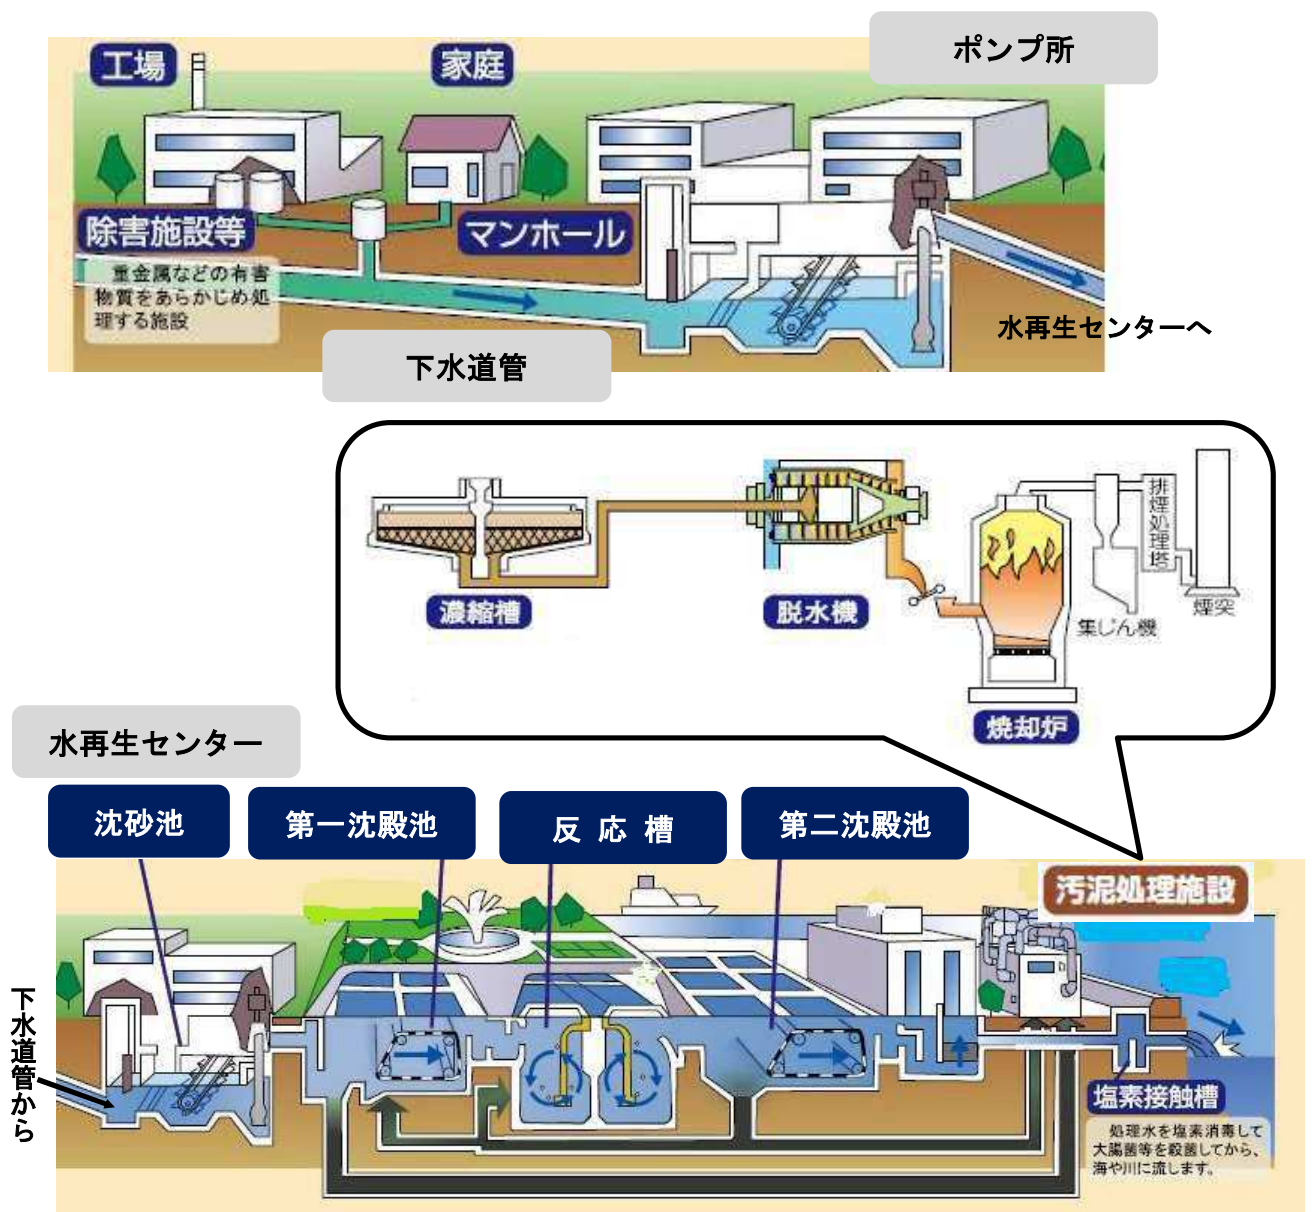 ポンプ所
工場
家庭
除害施設等
マンホール
重金属などの有害
物質をあらかじめ処
理する施設
水再生センターへ
下水道管
排煙処理塔
濃縮槽
脱水機
集じん機
煙突
焼却炉
水再生センター
沈砂池
第一沈殿池
反 応 槽
第二沈殿池
汚泥処理施設
下水道管から
塩素接触槽
処理水を塩素消毒して
大腸菌等を殺菌してから、
海や川に流します。